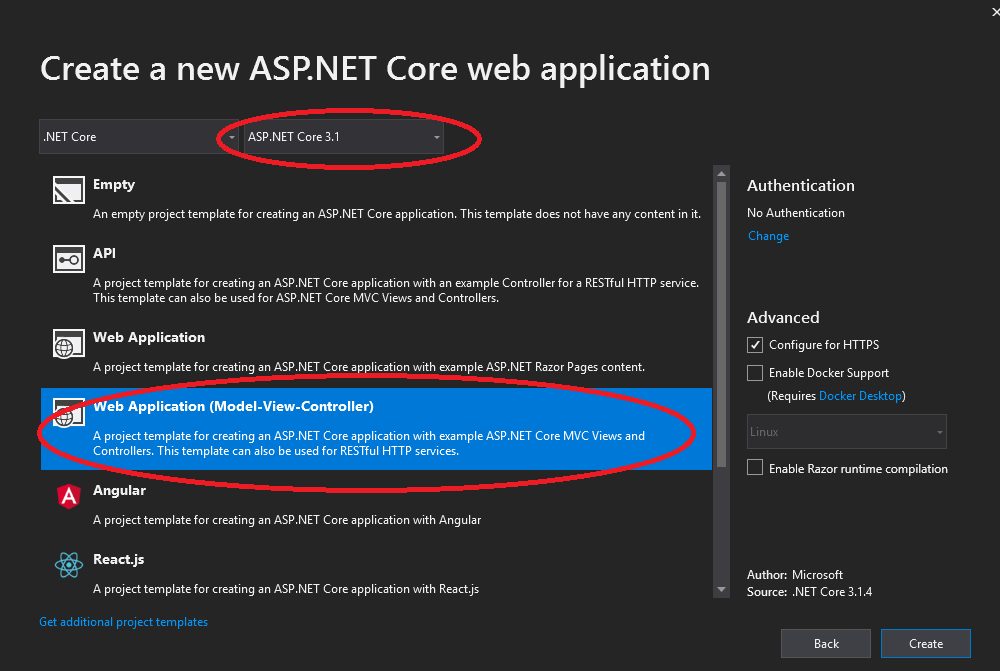 Create a new ASP.NET Core web application
.NET Core
ASP.NET Core 3.1
Empty
An empty project template for creating an ASP.NET Core application. This template does not have any content in it.
API
A project template for creating an ASP.NET Core application with an example Controller for a RESTful HTTP service.
This template can also be used for ASP.NET Core MVC Views and Controllers.
Web Application
A project template for creating an ASP.NET Core application with example ASP.NET Razor Pages content.
Web Application (Model-View-Controller)
A project template for creating an ASP.NET Core application with example ASP.NET Core MVC Views and
Controllers. This template can also be used for RESTful HTTP services.
Angular
A project template for creating an ASP.NET Core application with Angular
React.js
A project template for creating an ASP.NET Core application with React.js
Get additional project templates
Authentication
No Authentication
Change
Advanced
Configure for HTTPS
Enable Docker Support
(Requires Docker Desktop)
Linux
Enable Razor runtime compilation
Author: Microsoft
Source: .NET Core 3.1.4
Back
Create